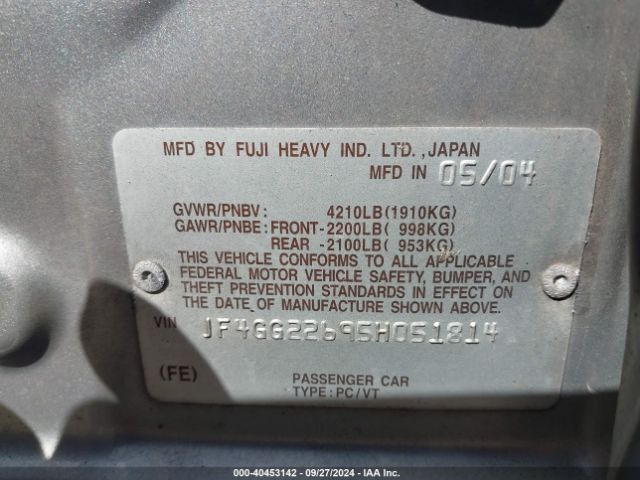 MFD BY FUJI HEAVY IND. LTD., JAPAN
MFD IN 05/04
GVWR/PNBV: 4210LB(1910KG)
GAWR/PNBE: FRONT-2200LB( 998KG)
REAR -2100LB( 953KG)
THIS VEHICLE CONFORMS TO ALL APPLICABLE
FEDERAL MOTOR VEHICLE SAFETY, BUMPER, AND
THEFT PREVENTION STANDARDS IN EFFECT ON
THE DATE OF MANUFACTURE SHOWN ABOVE.
VIN JF4GG22695H051814
(FE) PASSENGER CAR
TYPE: PC/VT
000-40453142 - 09/27/2024 - IAA Inc.